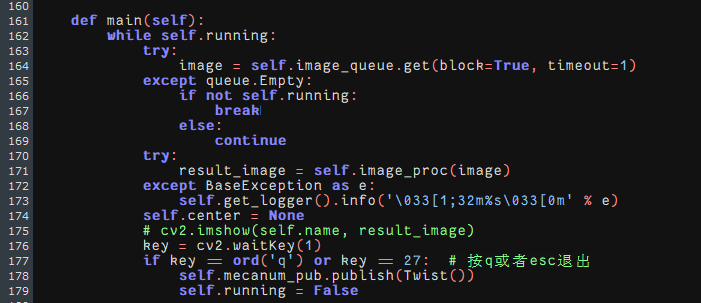 160
161     def main(self):
162         while self.running:
163             try:
164                 image = self.image_queue.get(block=True, timeout=1)
165             except queue.Empty:
166                 if not self.running:
167                     break
168                 else:
169                     continue
170             try:
171                 result_image = self.image_proc(image)
172             except BaseException as e:
173                 self.get_logger().info('\033[1;32m%s\033[0m' % e)
174             self.center = None
175             # cv2.imshow(self.name, result_image)
176             key = cv2.waitKey(1)
177             if key == ord('q') or key == 27:  # 按q或者esc退出
178                 self.mecanum_pub.publish(Twist())
179                 self.running = False